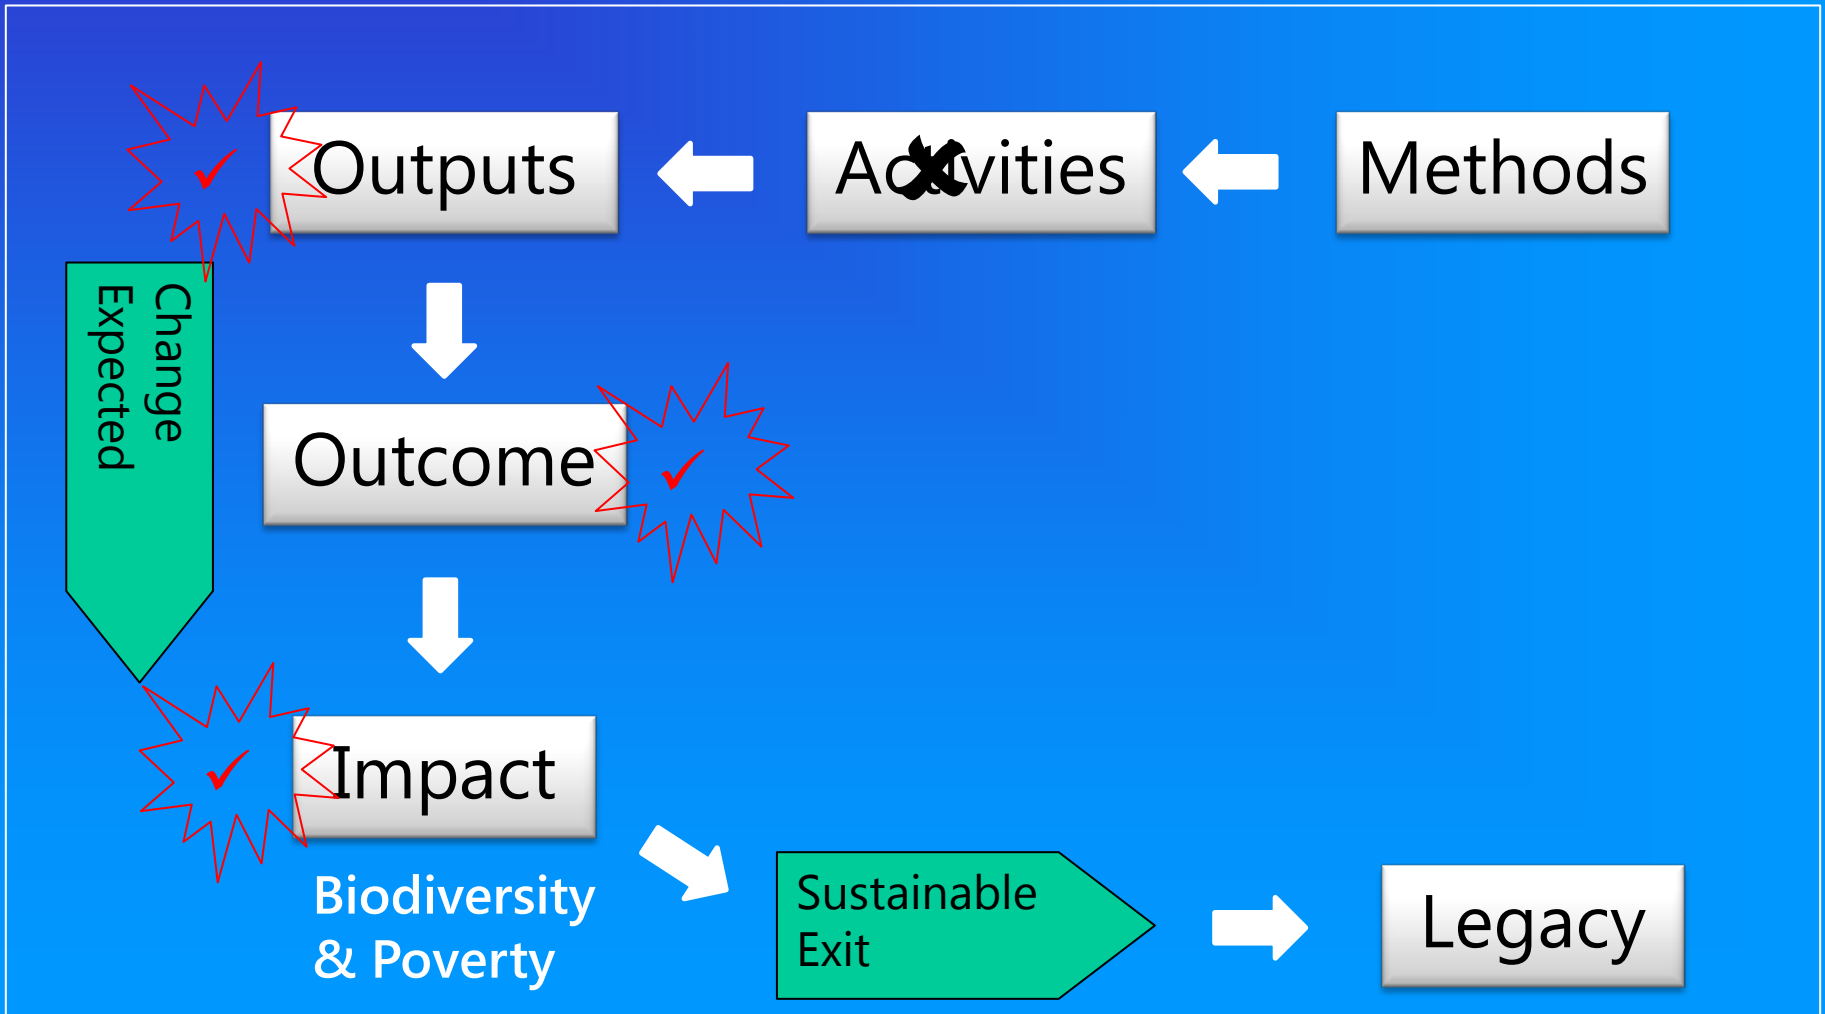 Outputs
Activities
Methods
Change
Expected
Outcome
Impact
Biodiversity
& Poverty
Sustainable
Exit
Legacy